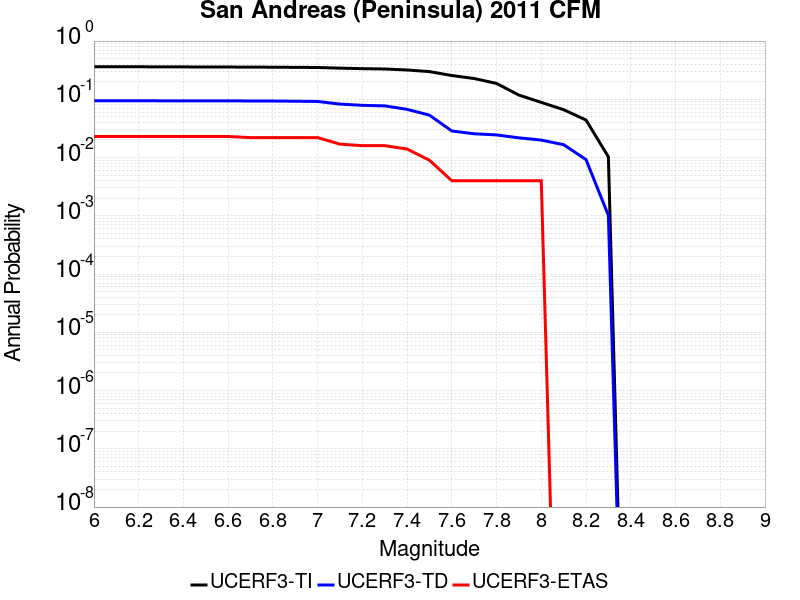 San Andreas (Peninsula) 2011 CFM
10^0
10^-1
10^-2
10^-3
10^-4
10^-5
10^-6
10^-7
10^-8
Annual Probability
6 6.2 6.4 6.6 6.8 7 7.2 7.4 7.6 7.8 8 8.2 8.4 8.6 8.8 9
Magnitude
UCERF3-TI UCERF3-TD UCERF3-ETAS